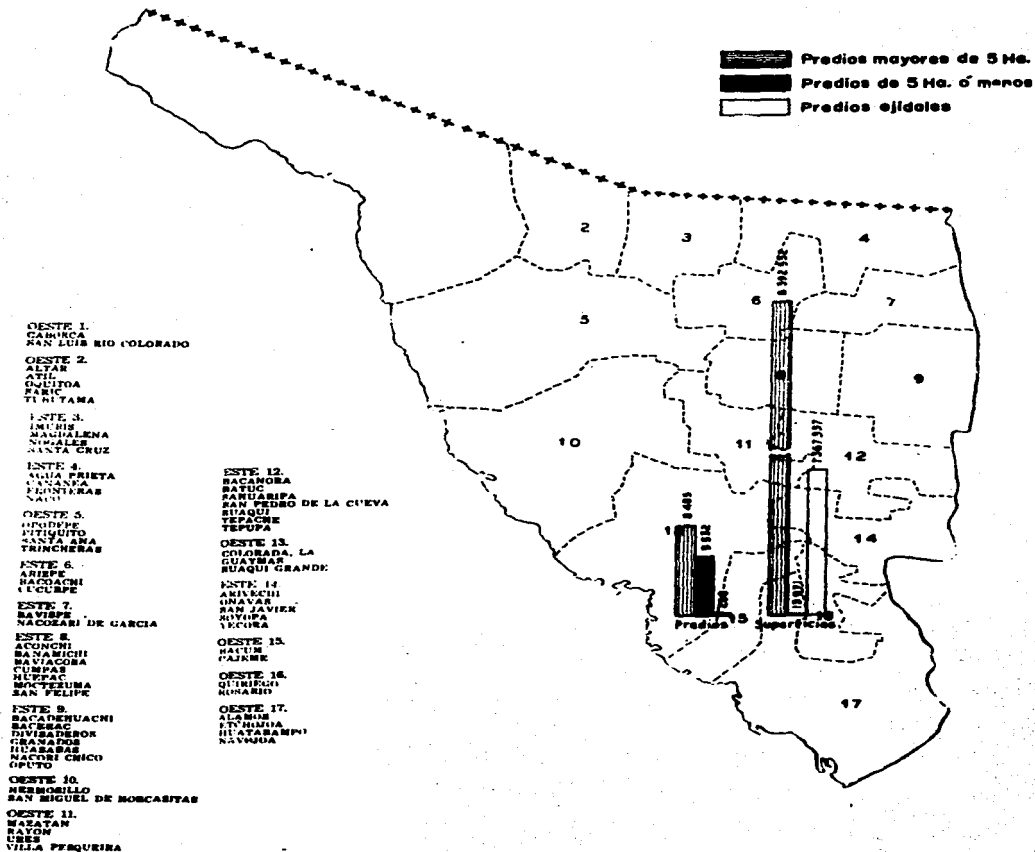 Predios mayores de 5 Ha.
Predios de 5 Ha. ó menos
Predios ejidales
2
3
4
5
6
7
8
9
10
11
12
14
17
8 485
Predios
Superficies
OESTE 1.
CABORCA
SAN LUIS RIO COLORADO
OESTE 2.
ALTAR
ATIL
OQUITOA
SARIC
TUBUTAMA
ESTE 3.
IMURIS
MAGDALENA
NOGALES
SANTA CRUZ
ESTE 4.
AGUA PRIETA
CANANEA
FRONTERAS
NACO
OESTE 5.
OPODEPE
PITIQUITO
SANTA ANA
TRINCHERAS
ESTE 6.
ARIZPE
BACOACHI
CUCURPE
ESTE 7.
BAVISPE
NACOZARI DE GARCIA
ESTE 8.
ACONCHI
BANAMICHI
BAVIACORA
CUMPAS
HUEPAC
MOCTEZUMA
SAN FELIPE
ESTE 9.
BACADEHUACHI
BACERAC
DIVISADEROS
GRANADOS
HUASABAS
NACORI CHICO
OPUTO
OESTE 10.
HERMOSILLO
SAN MIGUEL DE HORCASITAS
OESTE 11.
MAZATAN
RAYON
URES
VILLA PESQUEIRA
ESTE 12.
BACANORA
BATUC
SAHUARIPA
SAN PEDRO DE LA CUEVA
SUAQUI
TEPACHE
TEPUPA
OESTE 13.
COLORADA, LA
GUAYMAS
SUAQUI GRANDE
ESTE 14.
ARIVECHI
ONAVAS
SAN JAVIER
SOYOPA
YECORA
OESTE 15.
BACUM
CAJEME
OESTE 16.
QUIRIEGO
ROSARIO
OESTE 17.
ALAMOS
ETCHOJOA
HUATABAMPO
NAVOJOA